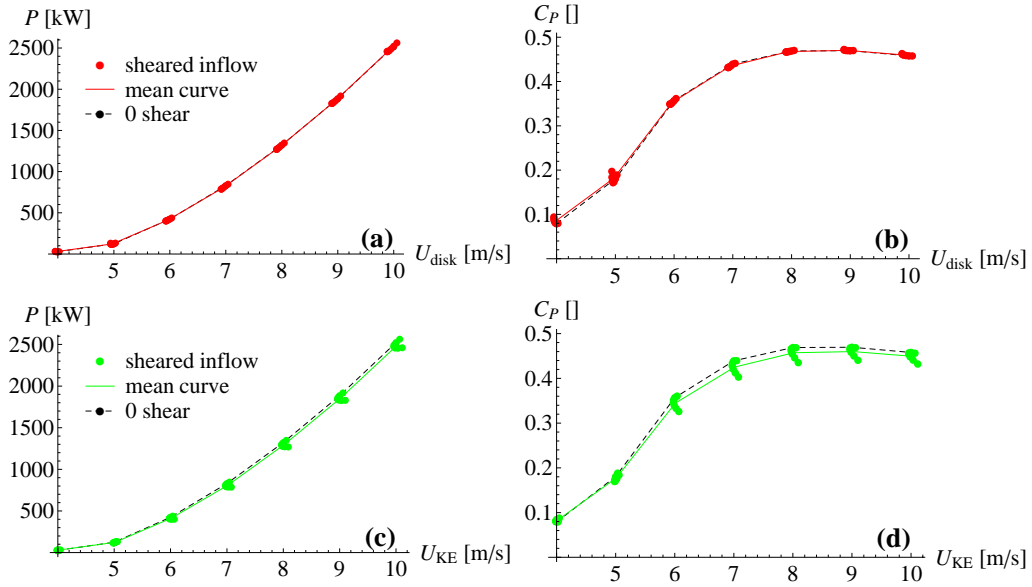 P [kW]
2500
2000
1500
1000
500
sheared inflow
mean curve
0 shear
(a)
5 6 7 8 9 10
U_disk [m/s]
C_P []
0.5
0.4
0.3
0.2
0.1
(b)
5 6 7 8 9 10
U_disk [m/s]
P [kW]
2500
2000
1500
1000
500
sheared inflow
mean curve
0 shear
(c)
5 6 7 8 9 10
U_KE [m/s]
C_P []
0.5
0.4
0.3
0.2
0.1
(d)
5 6 7 8 9 10
U_KE [m/s]